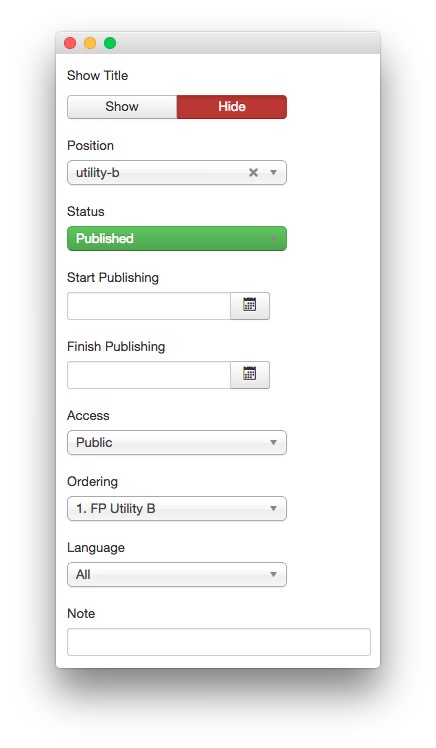 Show Title
Show Hide
Position
utility-b
Status
Published
Start Publishing
Finish Publishing
Access
Public
Ordering
1. FP Utility B
Language
All
Note